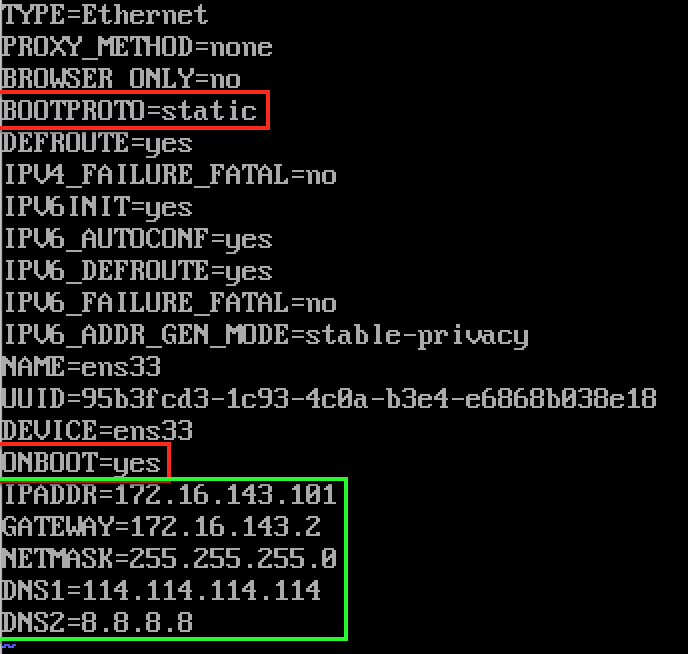 TYPE=Ethernet
PROXY_METHOD=none
BROWSER_ONLY=no
BOOTPROTO=static
DEFROUTE=yes
IPV4_FAILURE_FATAL=no
IPV6INIT=yes
IPV6_AUTOCONF=yes
IPV6_DEFROUTE=yes
IPV6_FAILURE_FATAL=no
IPV6_ADDR_GEN_MODE=stable-privacy
NAME=ens33
UUID=95b3fcd3-1c93-4c0a-b3e4-e6868b038e18
DEVICE=ens33
ONBOOT=yes
IPADDR=172.16.143.101
GATEWAY=172.16.143.2
NETMASK=255.255.255.0
DNS1=114.114.114.114
DNS2=8.8.8.8
~